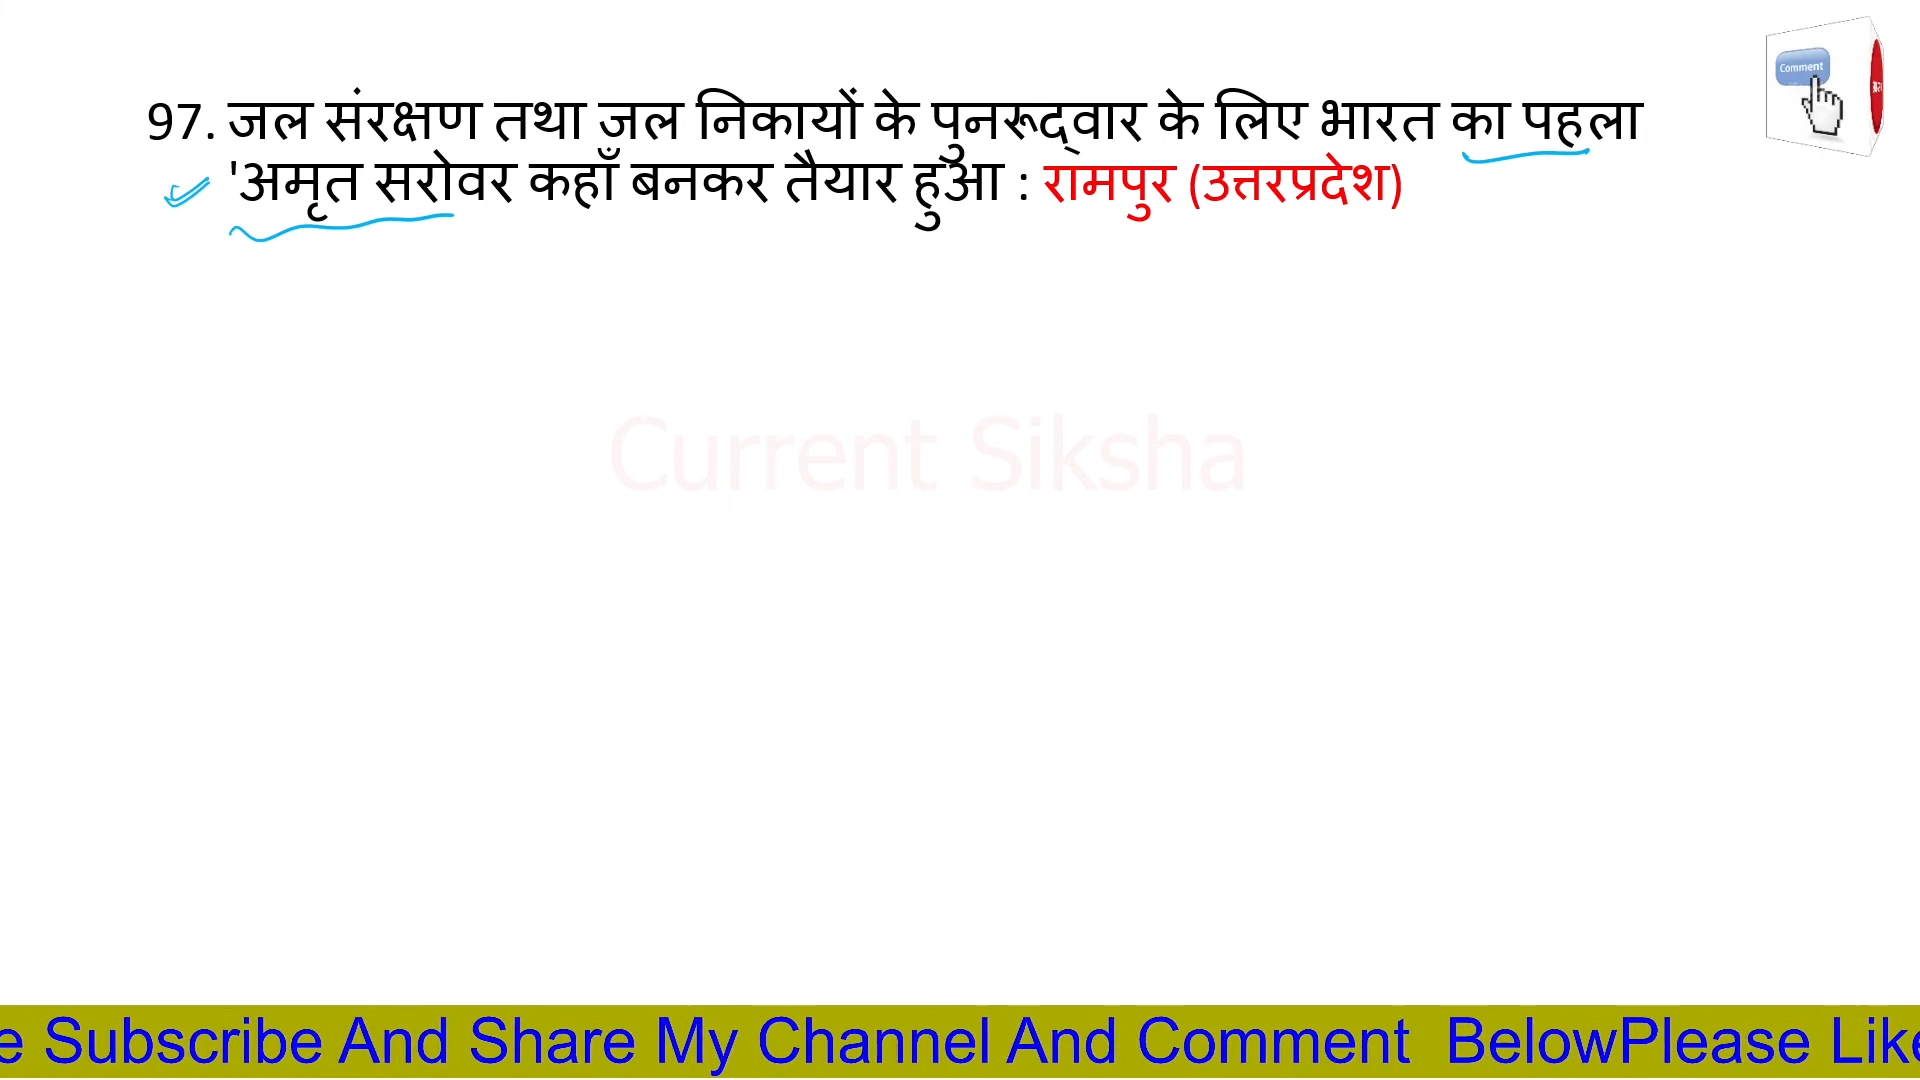 Comment
97. जल संरक्षण तथा जल निकायों के पुनरूद्वार के लिए भारत का पहला
'अमृत सरोवर कहाँ बनकर तैयार हुआ : रामपुर (उत्तरप्रदेश)
Current Siksha
e Subscribe And Share My Channel And Comment BelowPlease Like